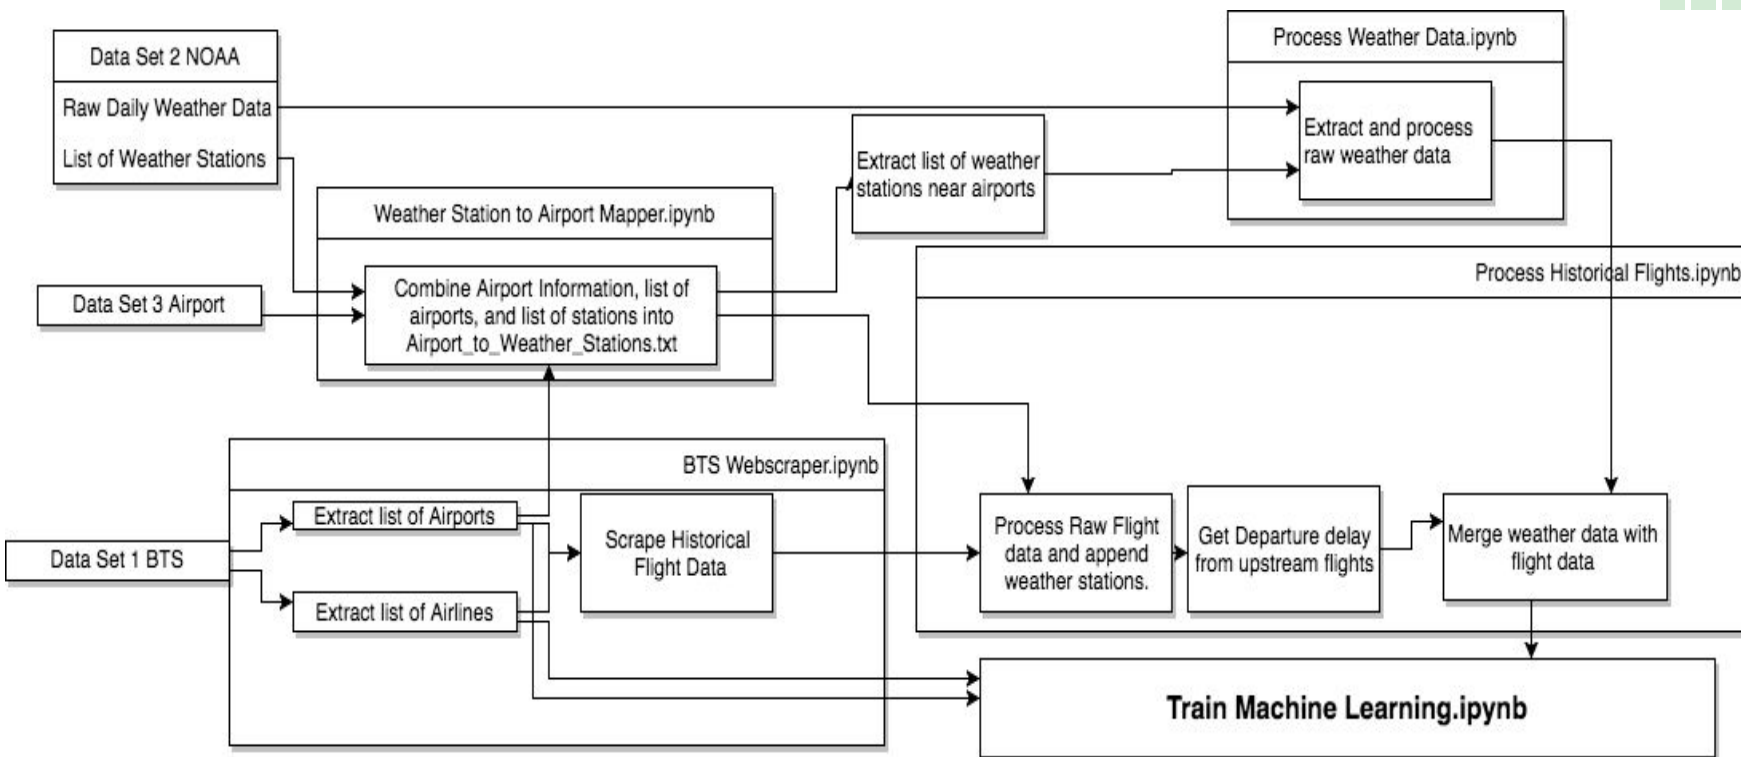 Data Set 2 NOAA
Raw Daily Weather Data
List of Weather Stations
Process Weather Data.ipynb
Extract and process
raw weather data
Extract list of weather
stations near airports
Weather Station to Airport Mapper.ipynb
Combine Airport Information, list of
airports, and list of stations into
Airport_to_Weather_Stations.txt
Data Set 3 Airport
Process Historical Flights.ipynb
BTS Webscraper.ipynb
Extract list of Airports
Scrape Historical
Flight Data
Data Set 1 BTS
Extract list of Airlines
Process Raw Flight
data and append
weather stations.
Get Departure delay
from upstream flights
Merge weather data with
flight data
Train Machine Learning.ipynb